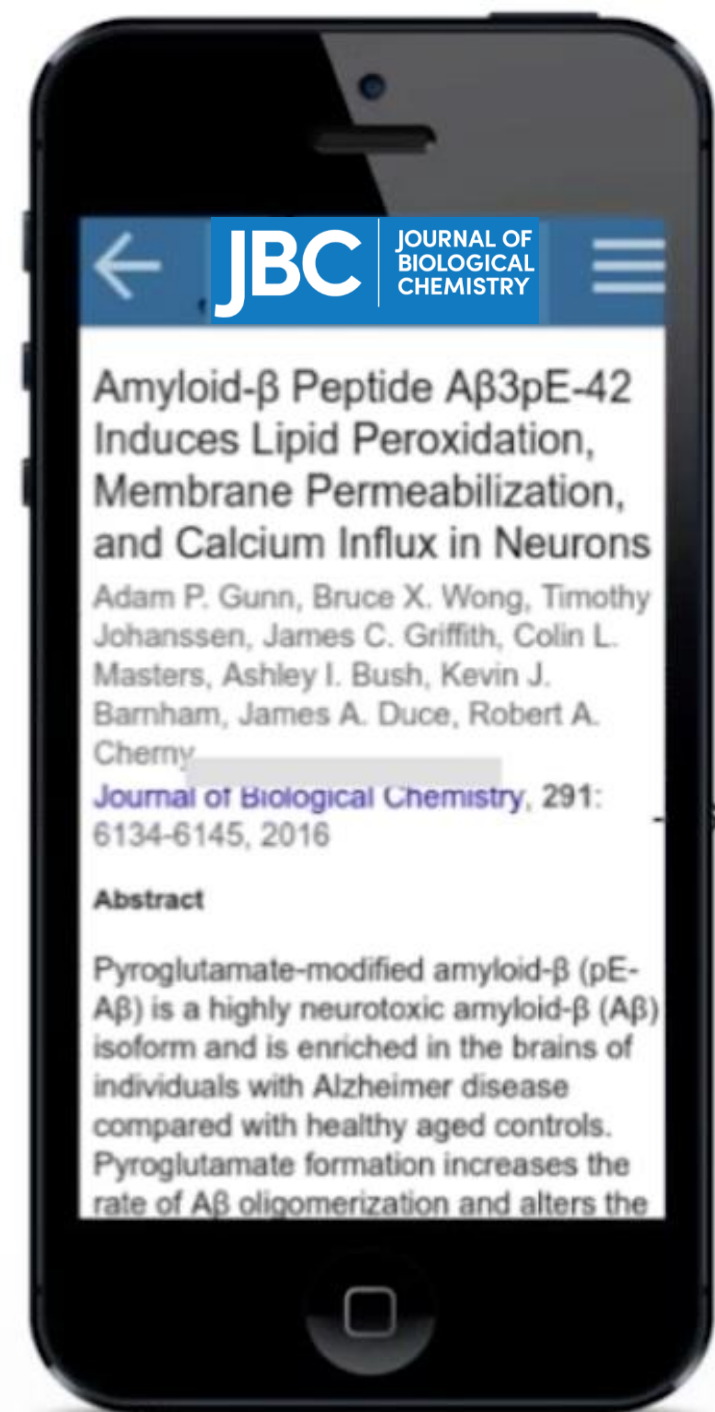 JBC
JOURNAL OF
BIOLOGICAL
CHEMISTRY
Amyloid-β Peptide Aβ3pE-42
Induces Lipid Peroxidation,
Membrane Permeabilization,
and Calcium Influx in Neurons
Adam P. Gunn, Bruce X. Wong, Timothy
Johanssen, James C. Griffith, Colin L.
Masters, Ashley I. Bush, Kevin J.
Barnham, James A. Duce, Robert A.
Cherny
Journal of Biological Chemistry, 291:
6134-6145, 2016
Abstract
Pyroglutamate-modified amyloid-β (pE-
Aβ) is a highly neurotoxic amyloid-β (Aβ)
isoform and is enriched in the brains of
individuals with Alzheimer disease
compared with healthy aged controls.
Pyroglutamate formation increases the
rate of Aβ oligomerization and alters the